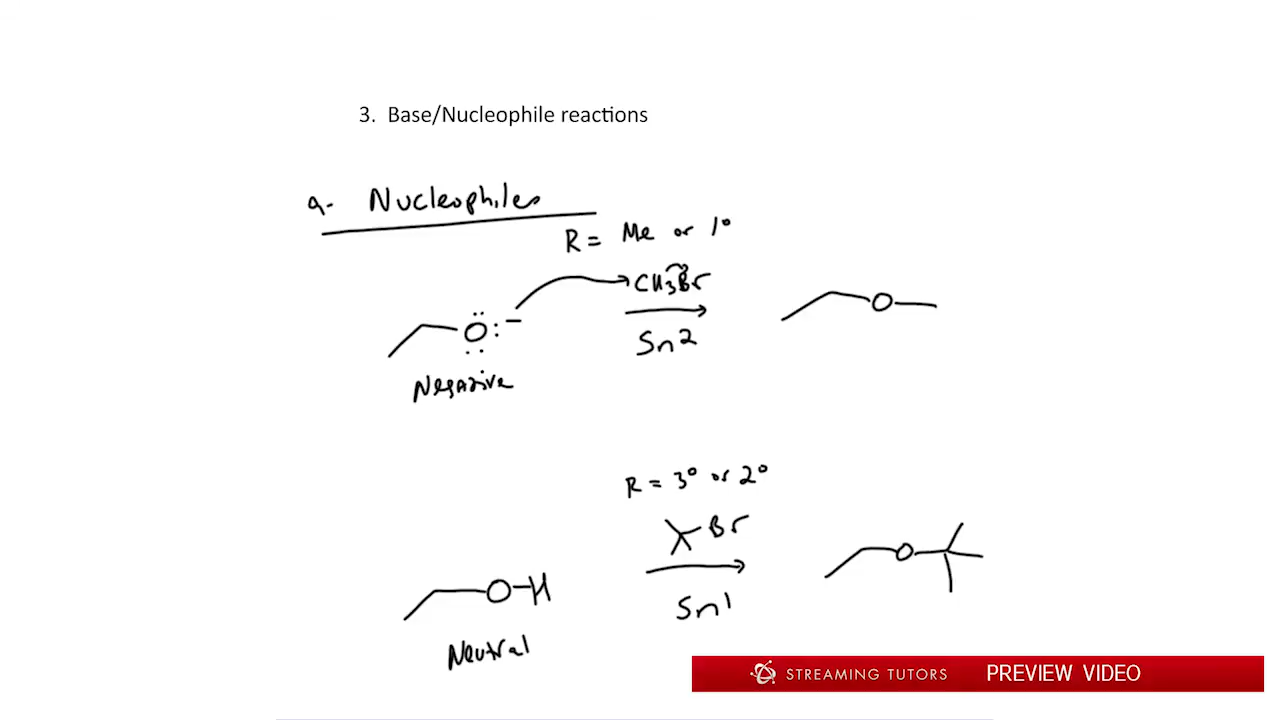 3. Base/Nucleophile reactions
a. Nucleophiles
R = Me or 1°
CH3Br
O
Sn2
O
Negative
R = 3° or 2°
Br
O
O-H
Sn1
Neutral
STREAMING TUTORS PREVIEW VIDEO